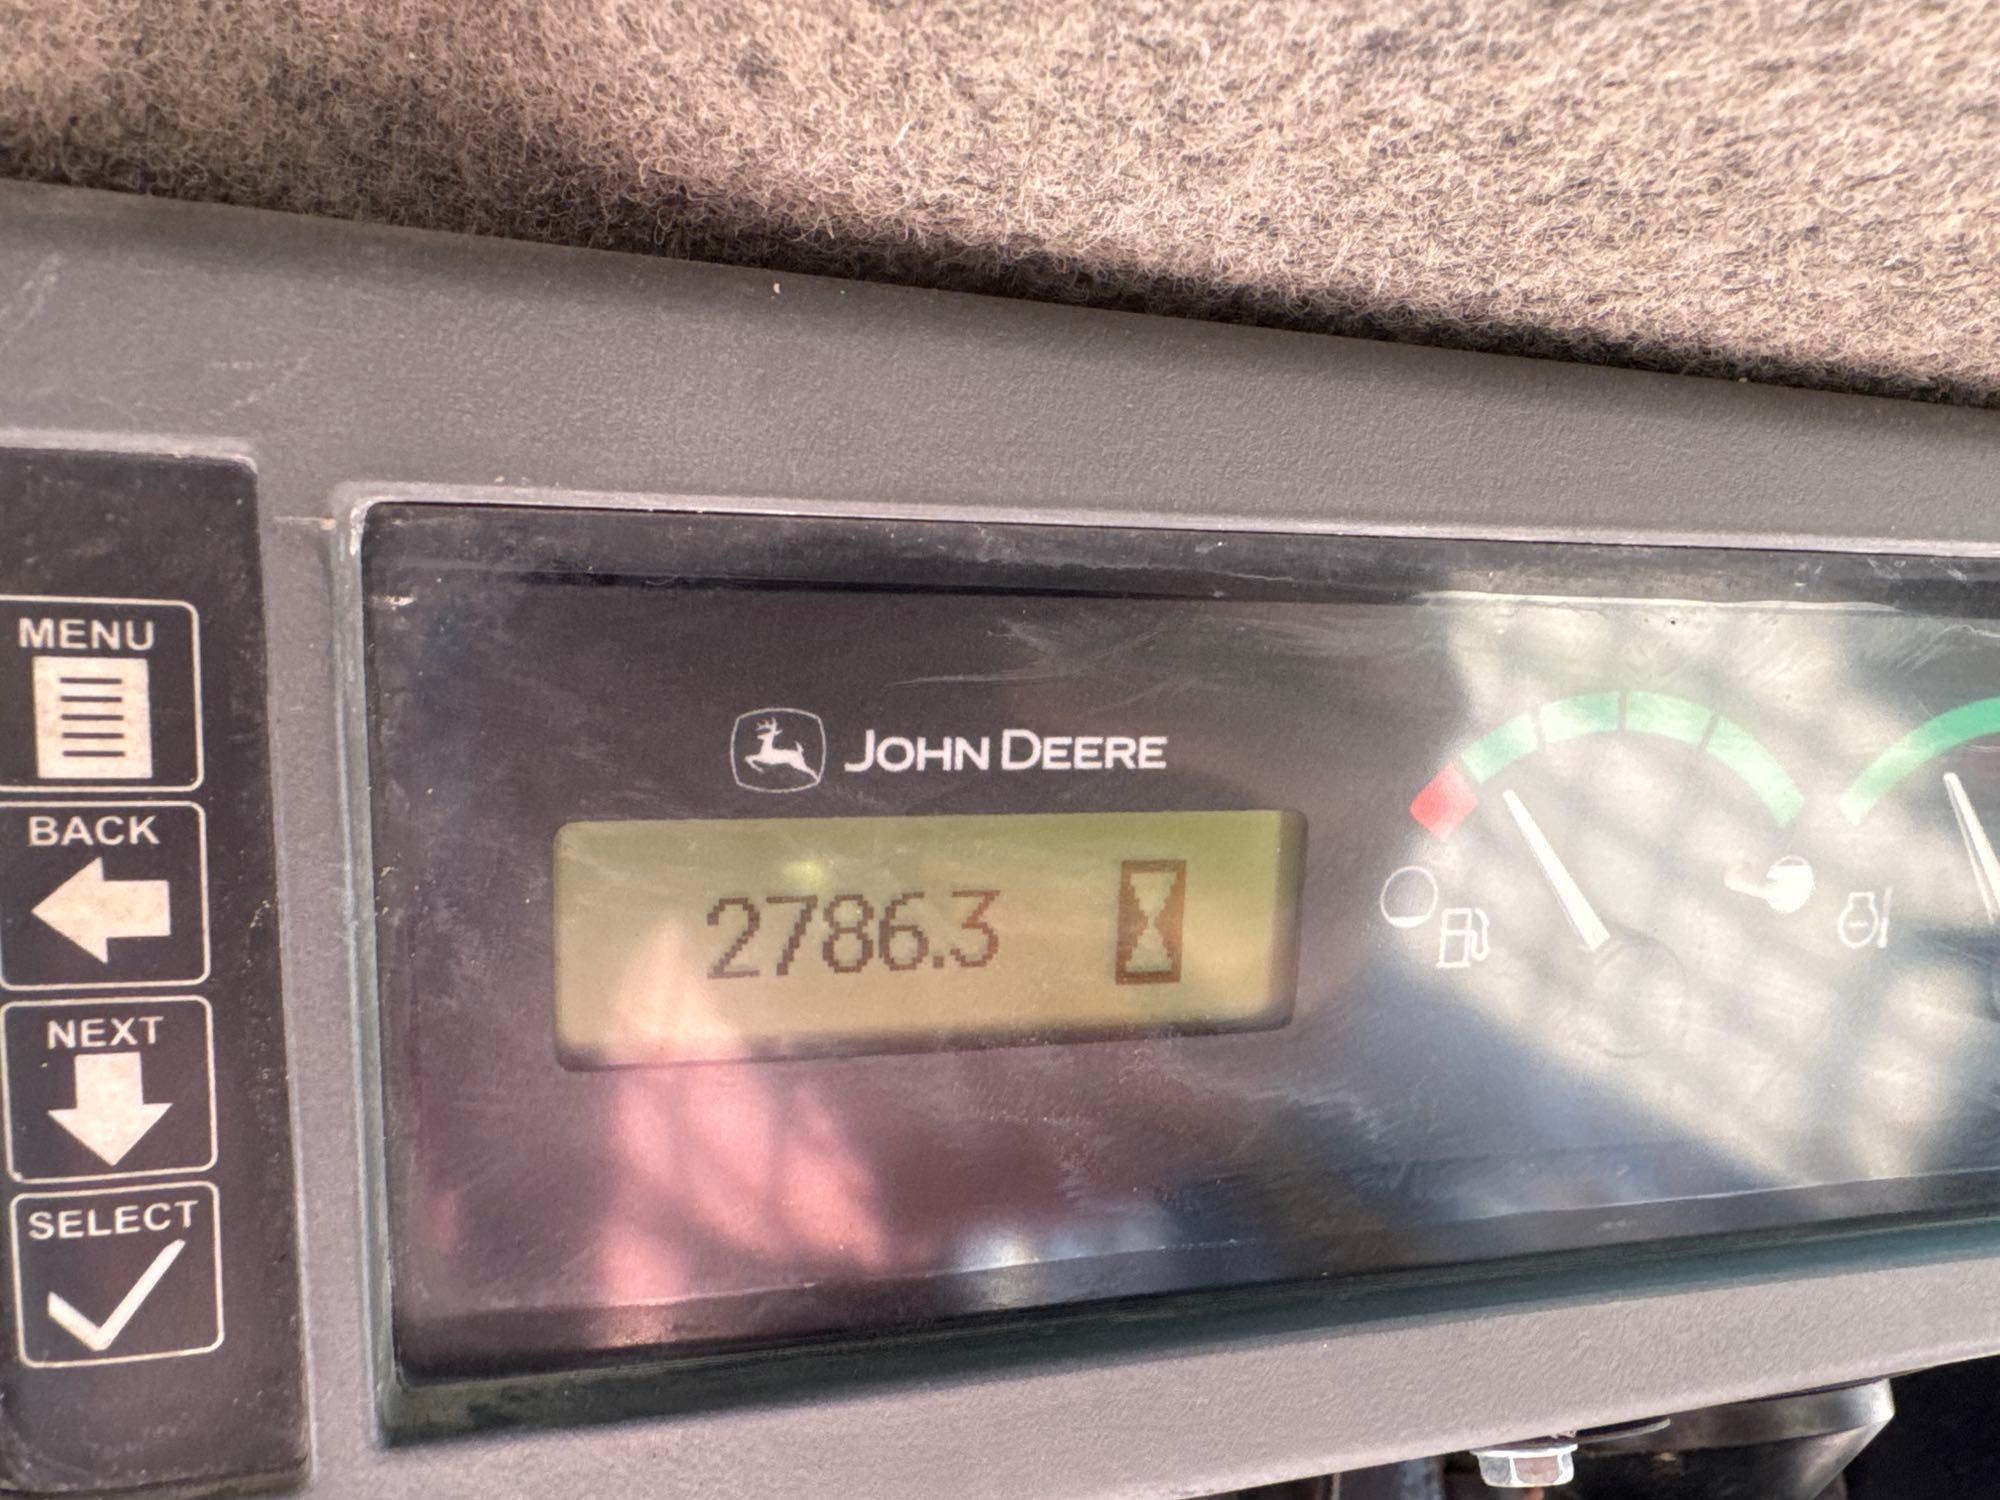 MENU
BACK
NEXT
SELECT
JOHN DEERE
2786.3